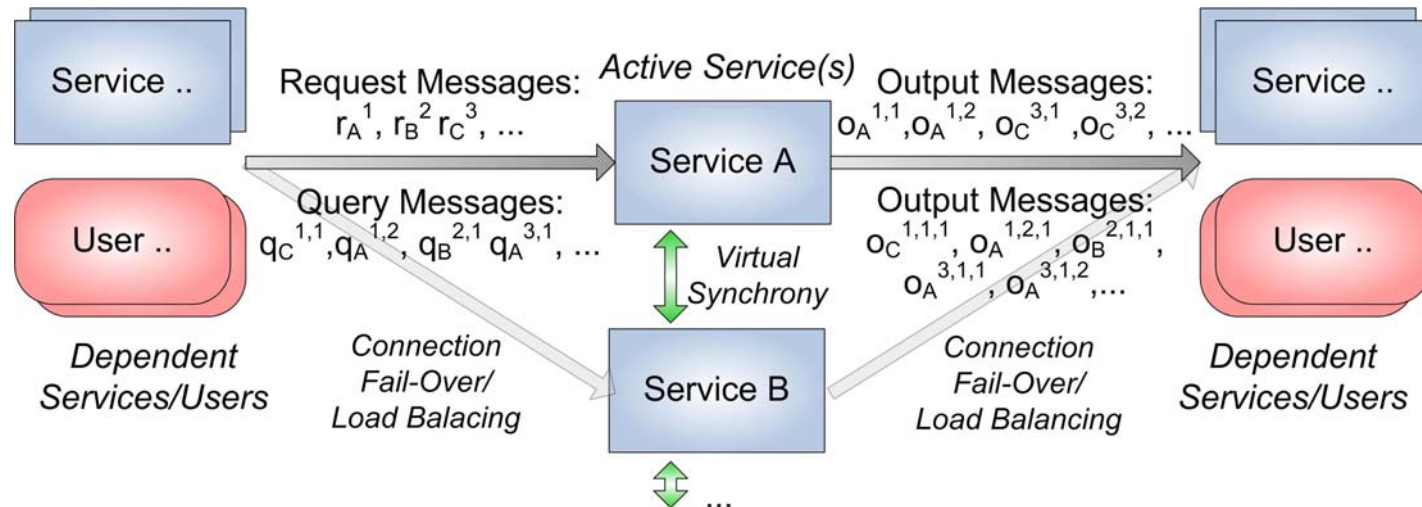 Service ..
User ..
Dependent
Services/Users
Request Messages:
r_A^1, r_B^2 r_C^3, ...
Query Messages:
q_C^1,1,q_A^1,2, q_B^2,1 q_A^3,1, ...
Connection
Fail-Over/
Load Balacing
Active Service(s)
Service A
Virtual
Synchrony
Service B
...
Output Messages:
o_A^1,1,o_A^1,2, o_C^3,1 ,o_C^3,2, ...
Output Messages:
o_C^1,1,1, o_A^1,2,1, o_B^2,1,1,
o_A^3,1,1, o_A^3,1,2,...
Connection
Fail-Over/
Load Balancing
Service ..
User ..
Dependent
Services/Users